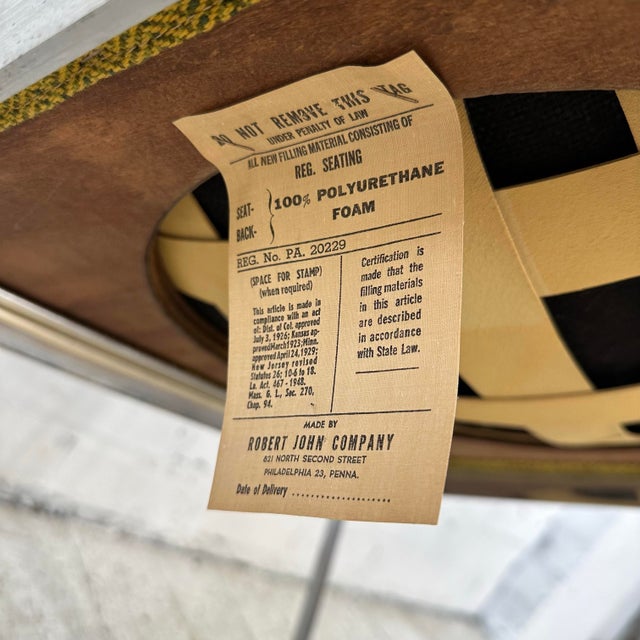 DO NOT REMOVE THIS TAG
UNDER PENALTY OF LAW
ALL NEW FILLING MATERIAL CONSISTING OF
REG. SEATING
SEAT-
BACK-
100% POLYURETHANE
FOAM
REG. No. PA. 20229
(SPACE FOR STAMP)
(when required)
This article is made in
compliance with an act
of: Dist. of Col. approved
July 3, 1926; Kansas ap-
proved March 1923; Minn.
approved April 24, 1929;
New Jersey revised
Statutes 26: 10-6 to 18.
La. Act. 467 - 1948.
Mass. G. L., Sec. 270,
Chap. 94.
Certification is
made that the
filling materials
in this article
are described
in accordance
with State Law.
MADE BY
ROBERT JOHN COMPANY
821 NORTH SECOND STREET
PHILADELPHIA 23, PENNA.
Date of Delivery ........................